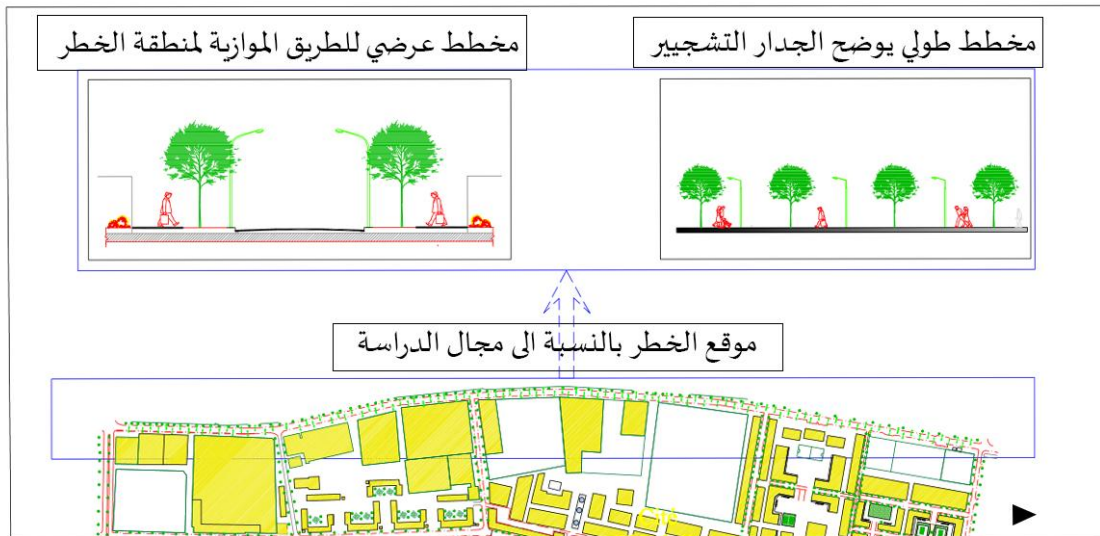 مخطط طولي يوضح الجدار التشجيير
مخطط عرضي للطريق الموازية لمنطقة الخطر
موقع الخطر بالنسبة الى مجال الدراسة